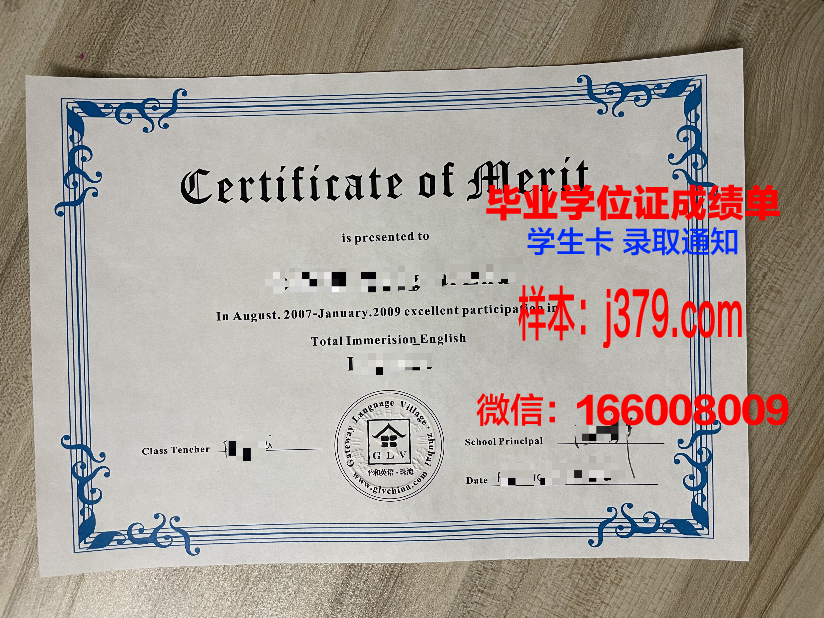 Certificate of Merit
毕业学位证成绩单
is presented to
学生卡 录取通知
In August. 2007-January.2009 excellent participation in
样本：j379.com
Total Immerision English
微信：166008009
Gateway Language Village · zhuhai
GLV
www.glvchina.com
Class Tencher
School Principal
Date